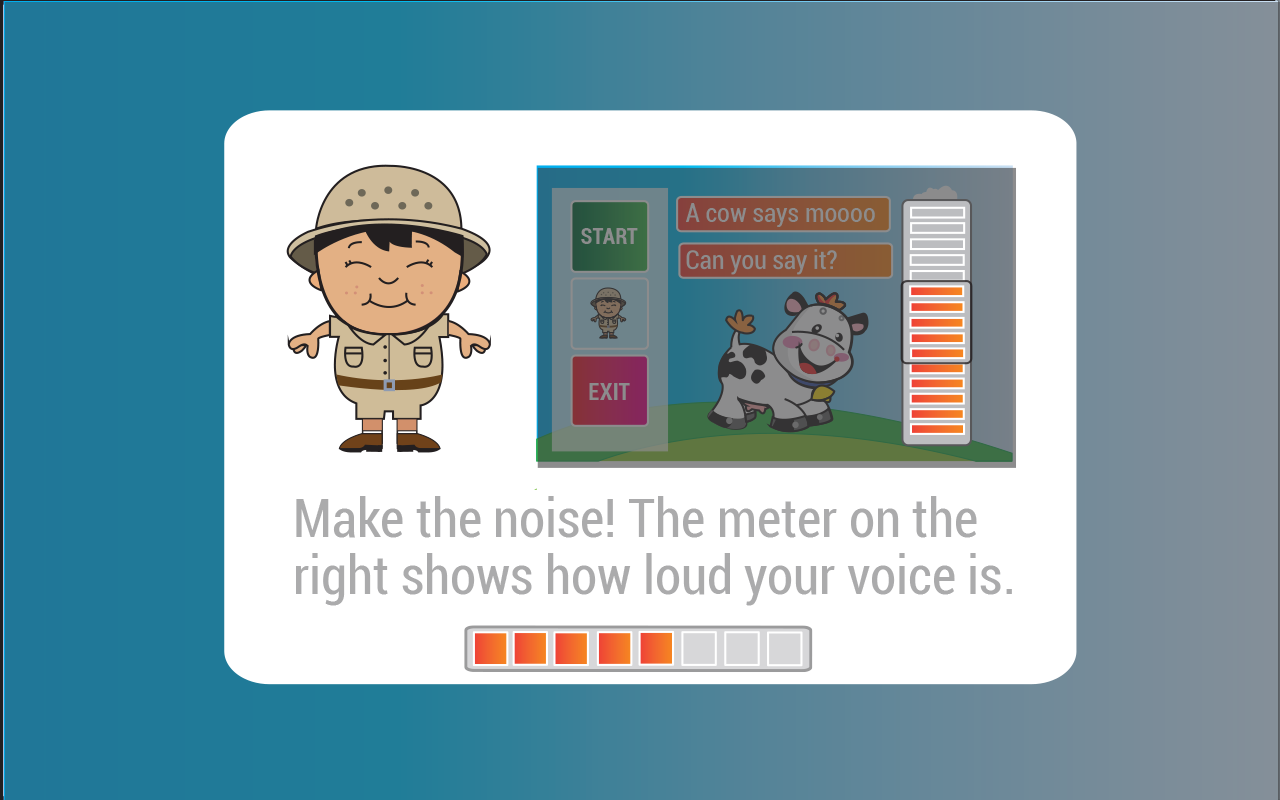 START
A cow says moooo
Can you say it?
EXIT
Make the noise! The meter on the
right shows how loud your voice is.